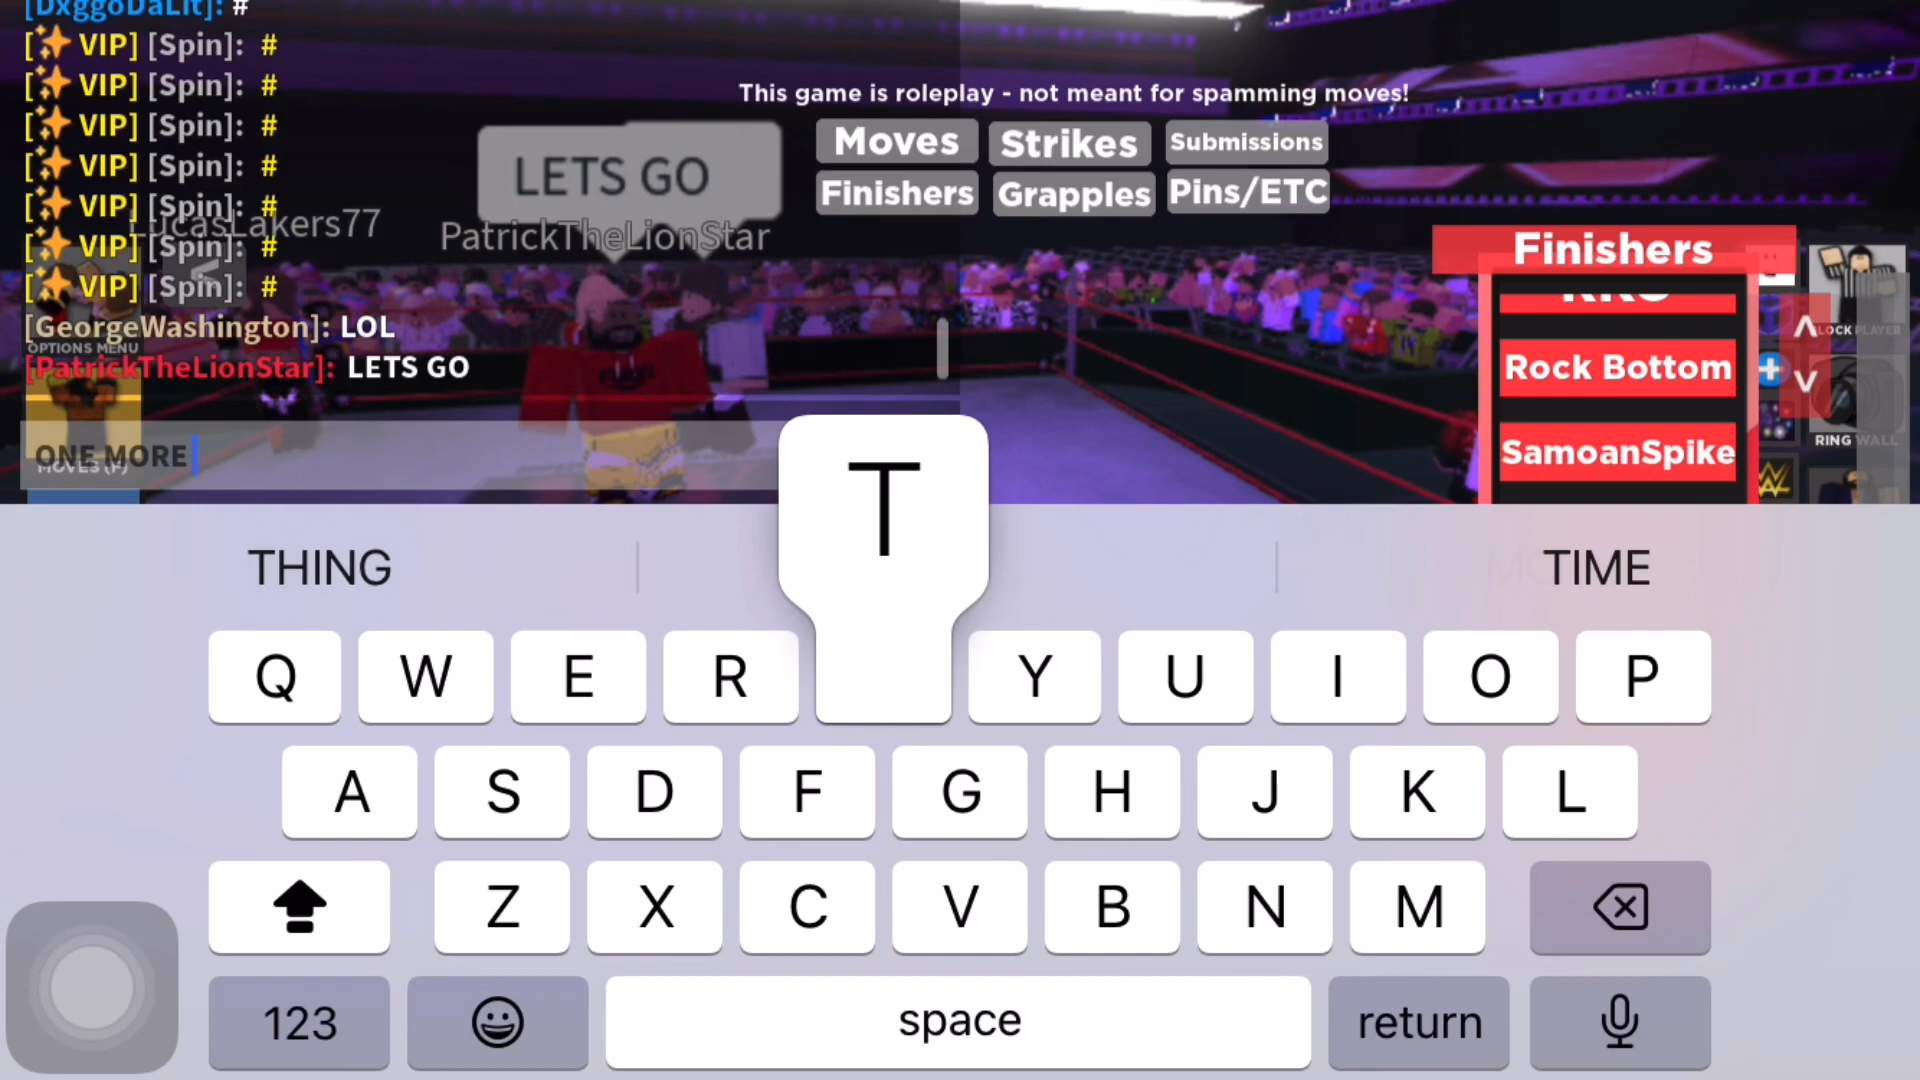 [DxggoDaLit]: #
[✨ VIP] [Spin]: #
[✨ VIP] [Spin]: #
[✨ VIP] [Spin]: #
[✨ VIP] [Spin]: #
[✨ VIP] [Spin]: #
[✨ VIP] [Spin]: #
[✨ VIP] [Spin]: #
[GeorgeWashington]: LOL
OPTIONS MENU
[PatrickTheLionStar]: LETS GO
ONE MORE
MOVES (F)
LucasLakers77
LETS GO
PatrickTheLionStar
This game is roleplay - not meant for spamming moves!
Moves Strikes Submissions
Finishers Grapples Pins/ETC
Finishers
RKO
Rock Bottom
SamoanSpike
RING WALL
THING TIME
T
Q W E R Y U I O P
A S D F G H J K L
Z X C V B N M
123 space return